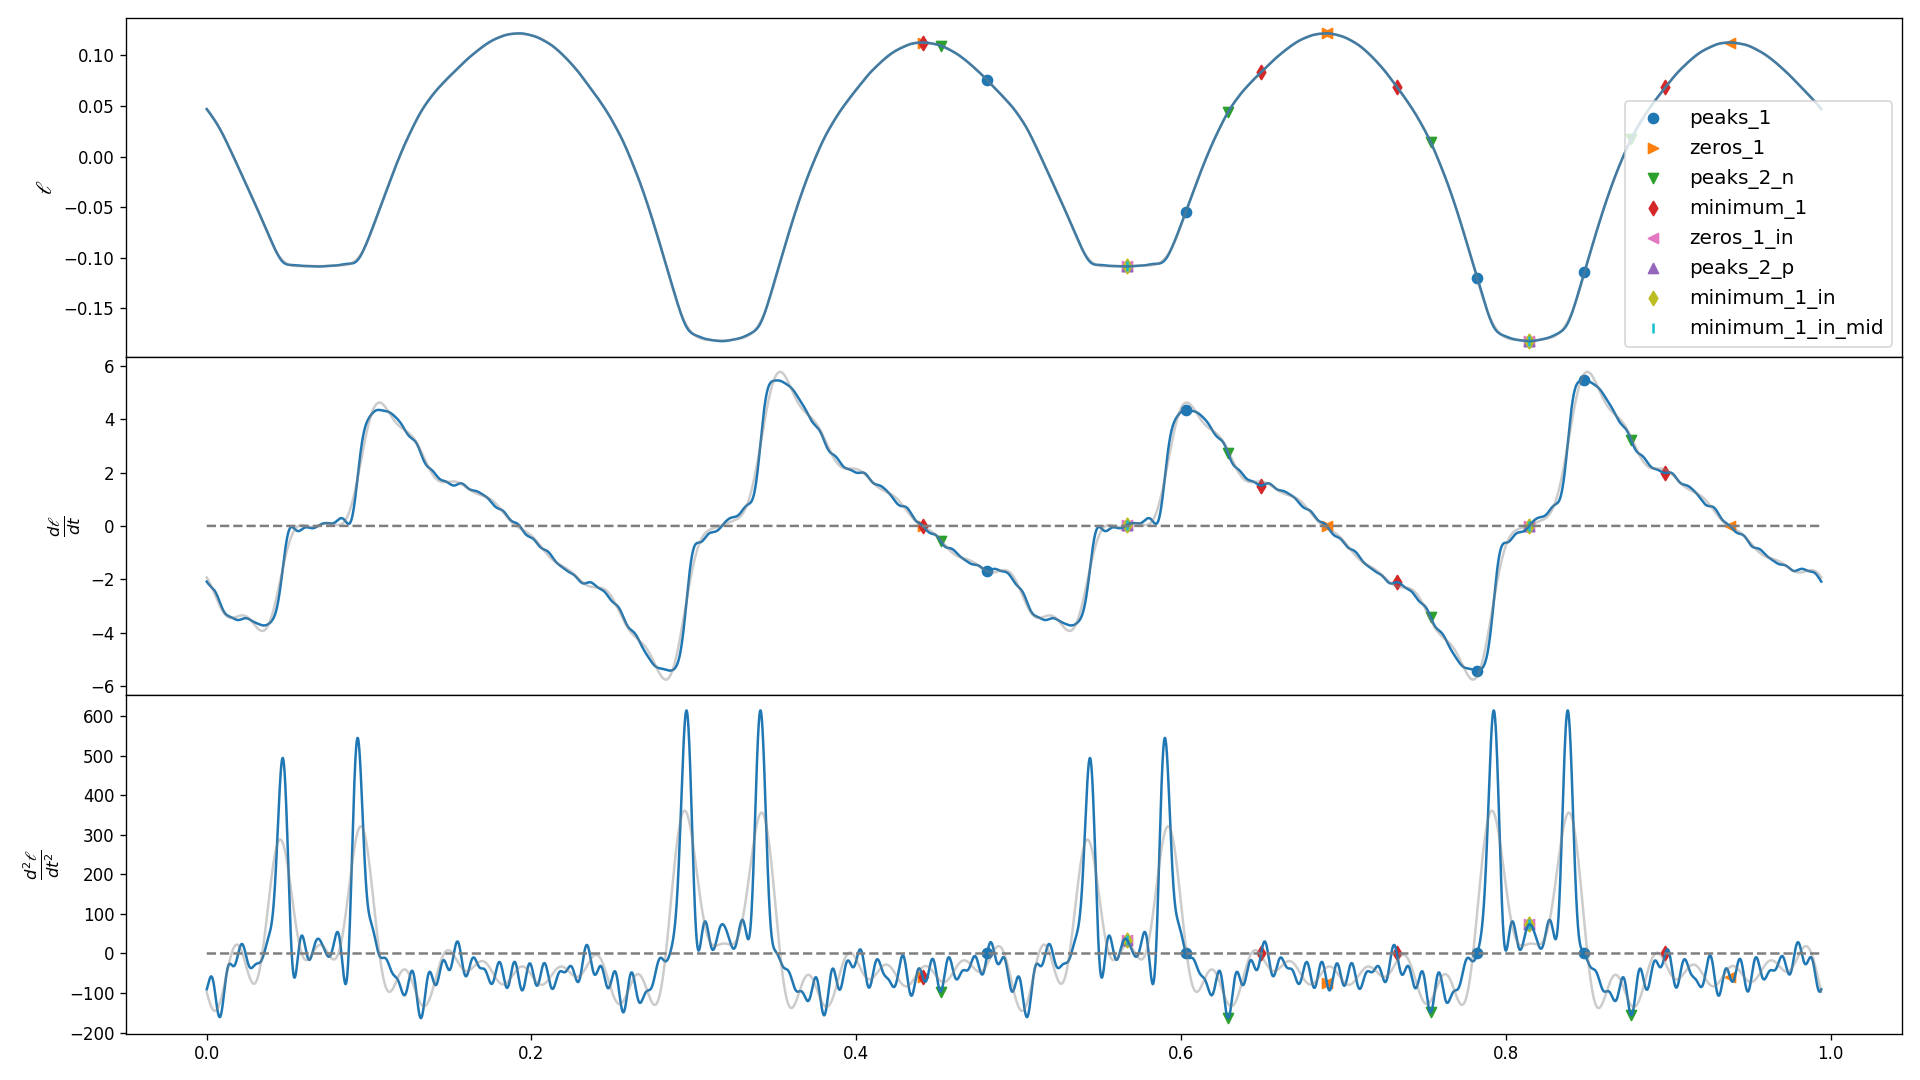 0.10
0.05
0.00
−0.05
−0.10
−0.15
ℓ
peaks_1
zeros_1
peaks_2_n
minimum_1
zeros_1_in
peaks_2_p
minimum_1_in
minimum_1_in_mid
6
4
2
0
−2
−4
−6
dℓ
dt
600
500
400
300
200
100
0
−100
−200
d²ℓ
dt²
0.0 0.2 0.4 0.6 0.8 1.0